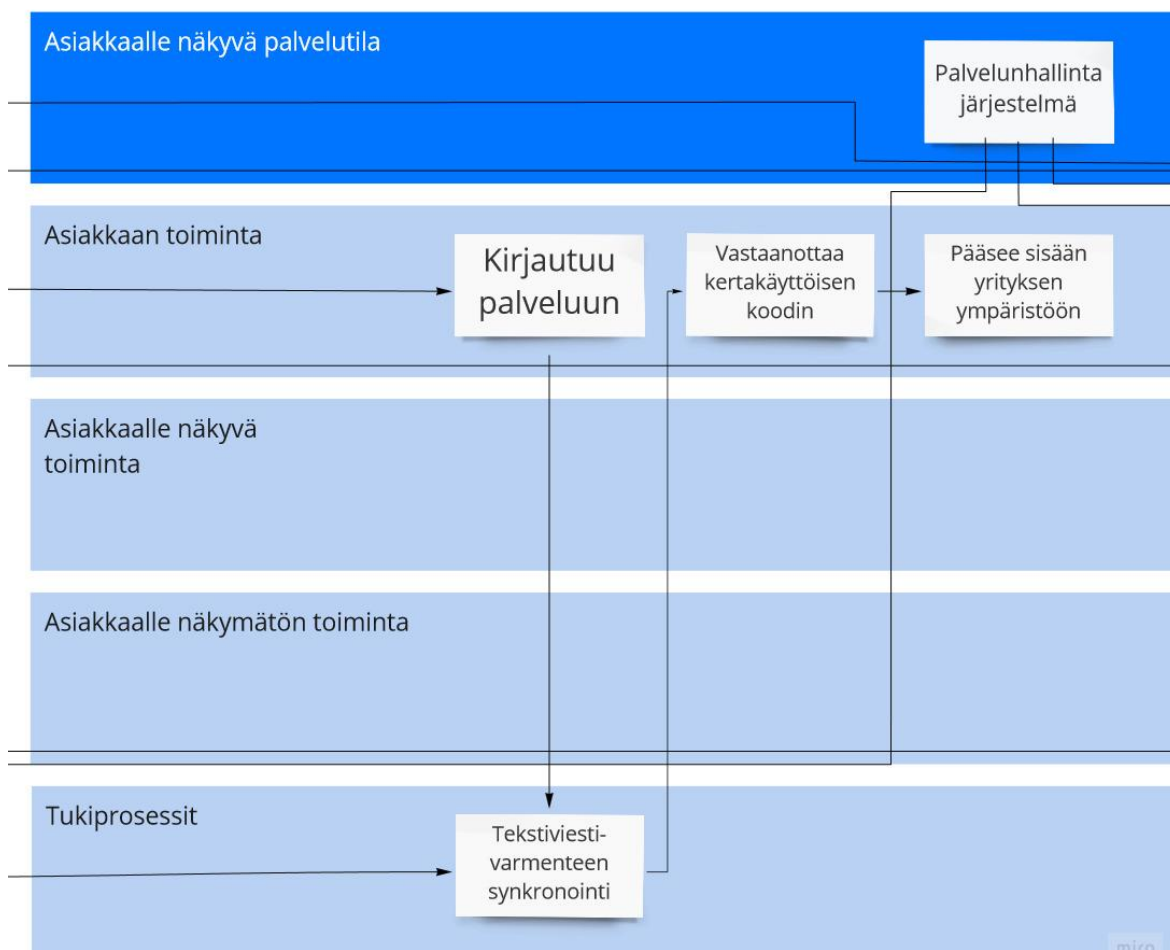 Asiakkaalle näkyvä palvelutila
Palvelunhallinta
järjestelmä
Asiakkaan toiminta
Kirjautuu
palveluun
Vastaanottaa
kertakäyttöisen
koodin
Pääsee sisään
yrityksen
ympäristöön
Asiakkaalle näkyvä
toiminta
Asiakkaalle näkymätön toiminta
Tukiprosessit
Tekstiviesti-
varmenteen
synkronointi
miro